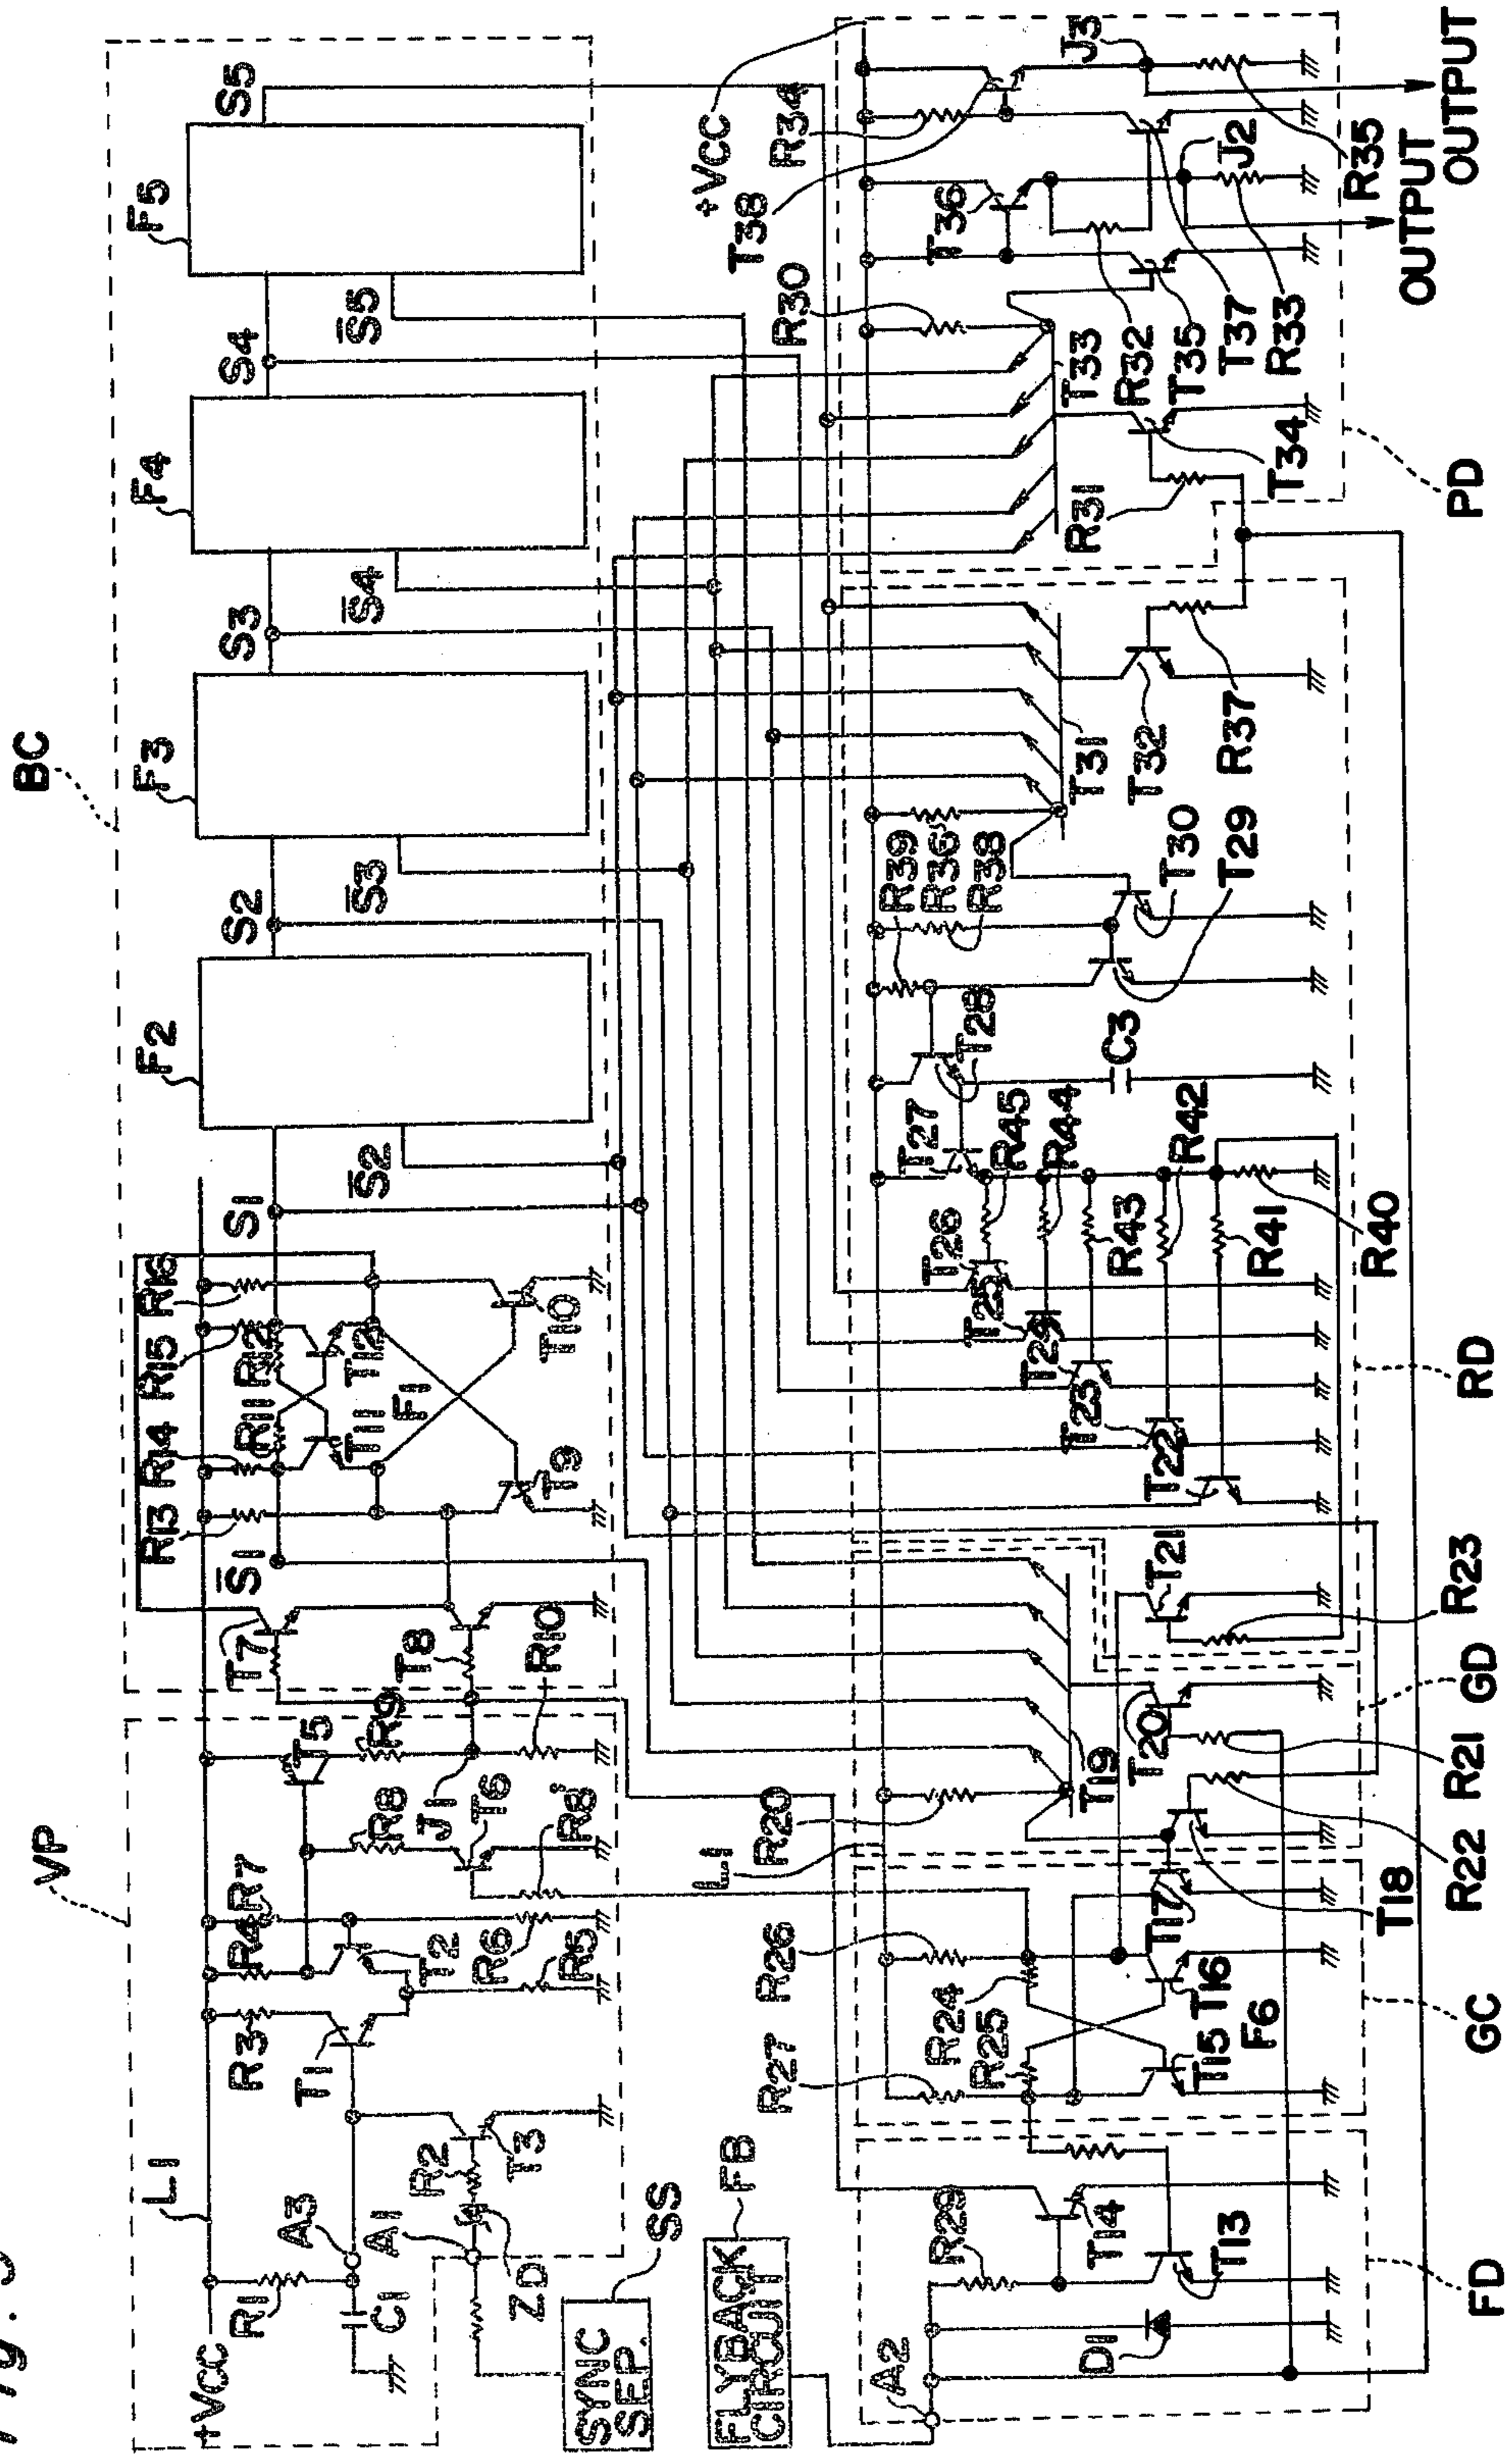 VP
BC
L1
+VCC
R1
A3
C1
A1
ZD
R2
T3
R3
T1
R4
R7
T2
R6
R5
R8
J1
T6
R8'
T5
R9
R10
T7
T8
S̅1
R13
R14
R15
R16
R11
R12
T11
T12
F1
T9
T10
S1
S̅2
F2
S2
S̅3
F3
S3
S̅4
F4
S4
S̅5
F5
S5
SYNC
SEP.
SS
FLYBACK
CIRCUIT
FB
A2
D1
R29
T14
T13
FD
R27
R26
R24
R25
T15
T16
F6
T17
GC
L1'
R20
T19
T20
T18
R22
R21
GD
T21
R23
T22
T23
T25
T26
T27
T28
R45
R44
R43
R42
R41
R40
C3
RD
R39
R36
R38
T30
T29
T31
T32
R37
R31
T34
T33
R30
R32
T35
T37
R33
T36
T38
+VCC
R34
J3
J2
R35
PD
OUTPUT
OUTPUT